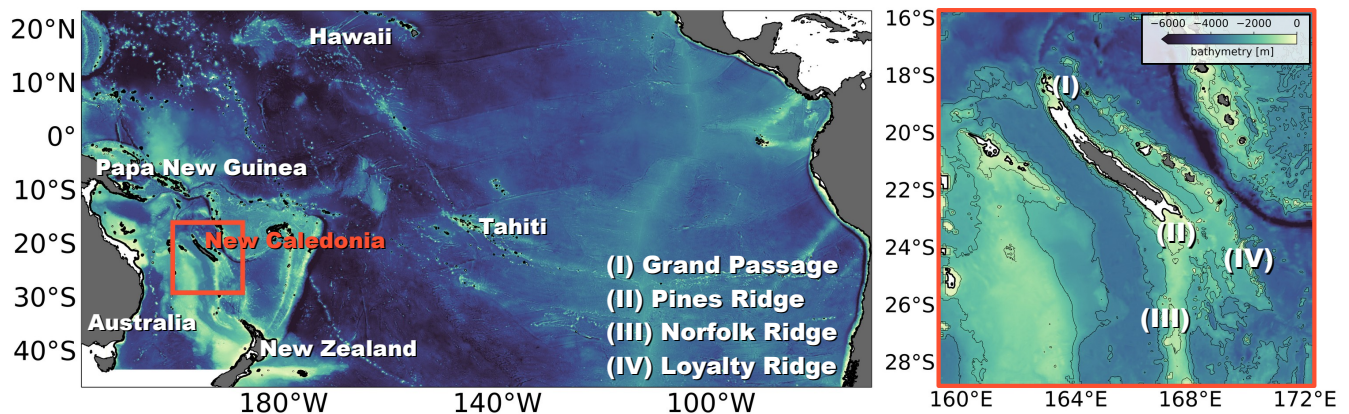 20°N
10°N
0°
10°S
20°S
30°S
40°S
180°W
140°W
100°W
Hawaii
Papa New Guinea
Tahiti
New Caledonia
Australia
New Zealand
(I) Grand Passage
(II) Pines Ridge
(III) Norfolk Ridge
(IV) Loyalty Ridge
16°S
18°S
20°S
22°S
24°S
26°S
28°S
160°E
164°E
168°E
172°E
−6000 −4000 −2000 0
bathymetry [m]
(I)
(II)
(IV)
(III)